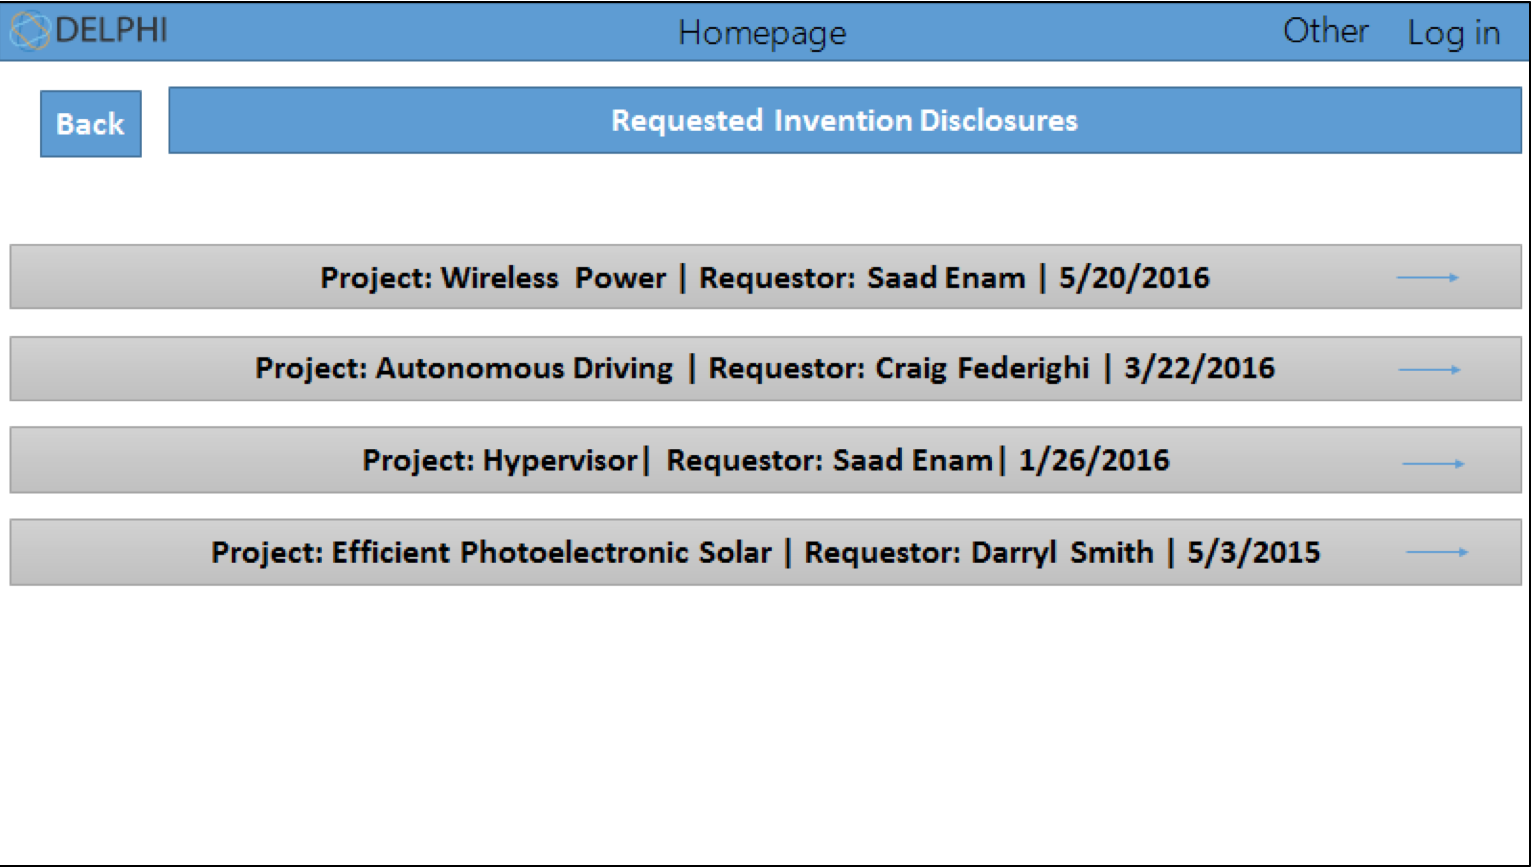 DELPHI Homepage Other Log in
Back Requested Invention Disclosures
Project: Wireless Power | Requestor: Saad Enam | 5/20/2016
Project: Autonomous Driving | Requestor: Craig Federighi | 3/22/2016
Project: Hypervisor| Requestor: Saad Enam| 1/26/2016
Project: Efficient Photoelectronic Solar | Requestor: Darryl Smith | 5/3/2015